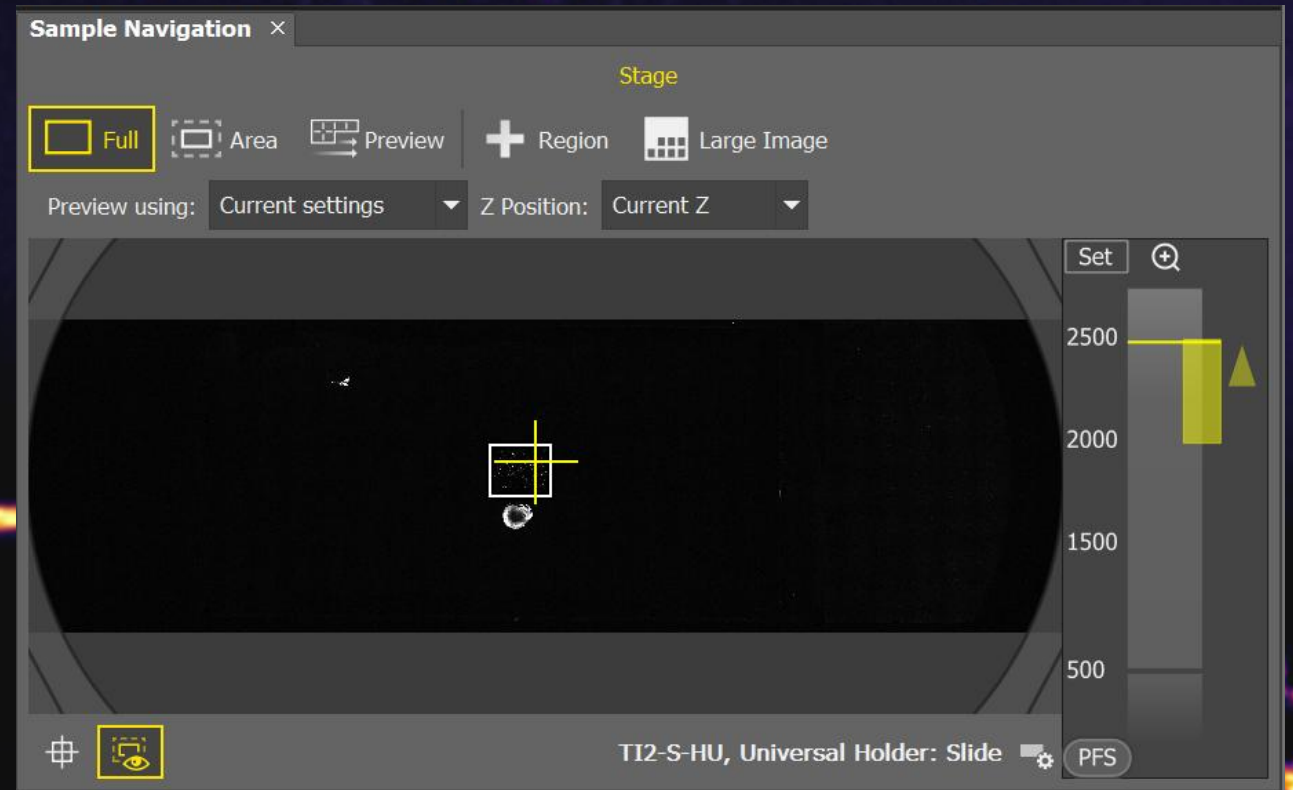 Sample Navigation ×
Stage
Full Area Preview Region Large Image
Preview using: Current settings Z Position: Current Z
Set
2500
2000
1500
500
TI2-S-HU, Universal Holder: Slide
PFS